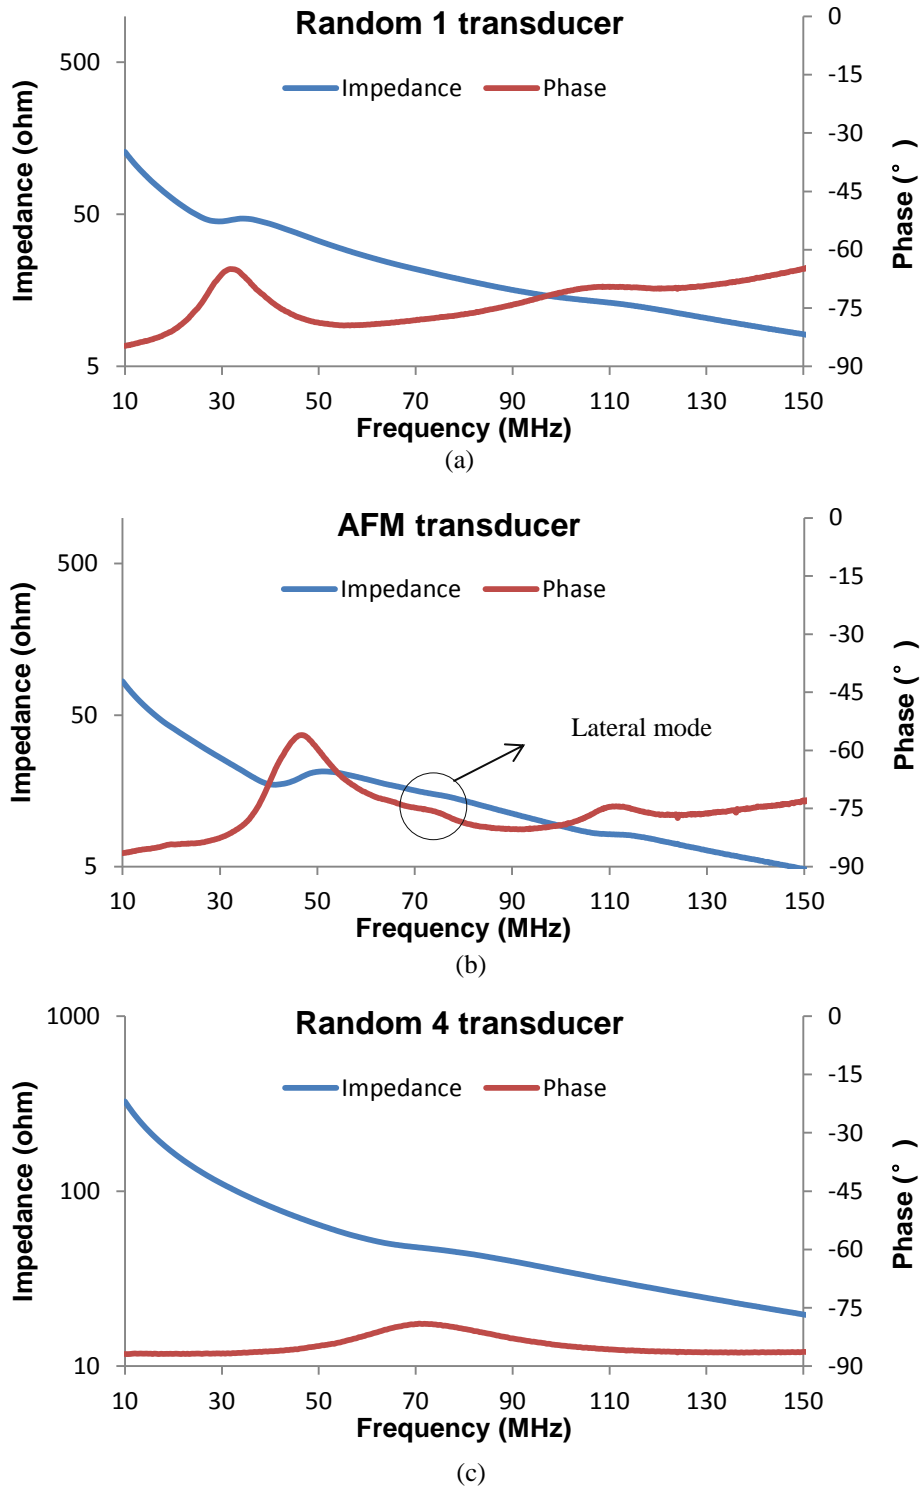 Random 1 transducer
Impedance Phase
500
50
5
0
-15
-30
-45
-60
-75
-90
Impedance (ohm)
Phase (° )
10 30 50 70 90 110 130 150
Frequency (MHz)
(a)
AFM transducer
Impedance Phase
Lateral mode
500
50
5
0
-15
-30
-45
-60
-75
-90
Impedance (ohm)
Phase (° )
10 30 50 70 90 110 130 150
Frequency (MHz)
(b)
Random 4 transducer
Impedance Phase
1000
100
10
0
-15
-30
-45
-60
-75
-90
Impedance (ohm)
Phase (° )
10 30 50 70 90 110 130 150
Frequency (MHz)
(c)